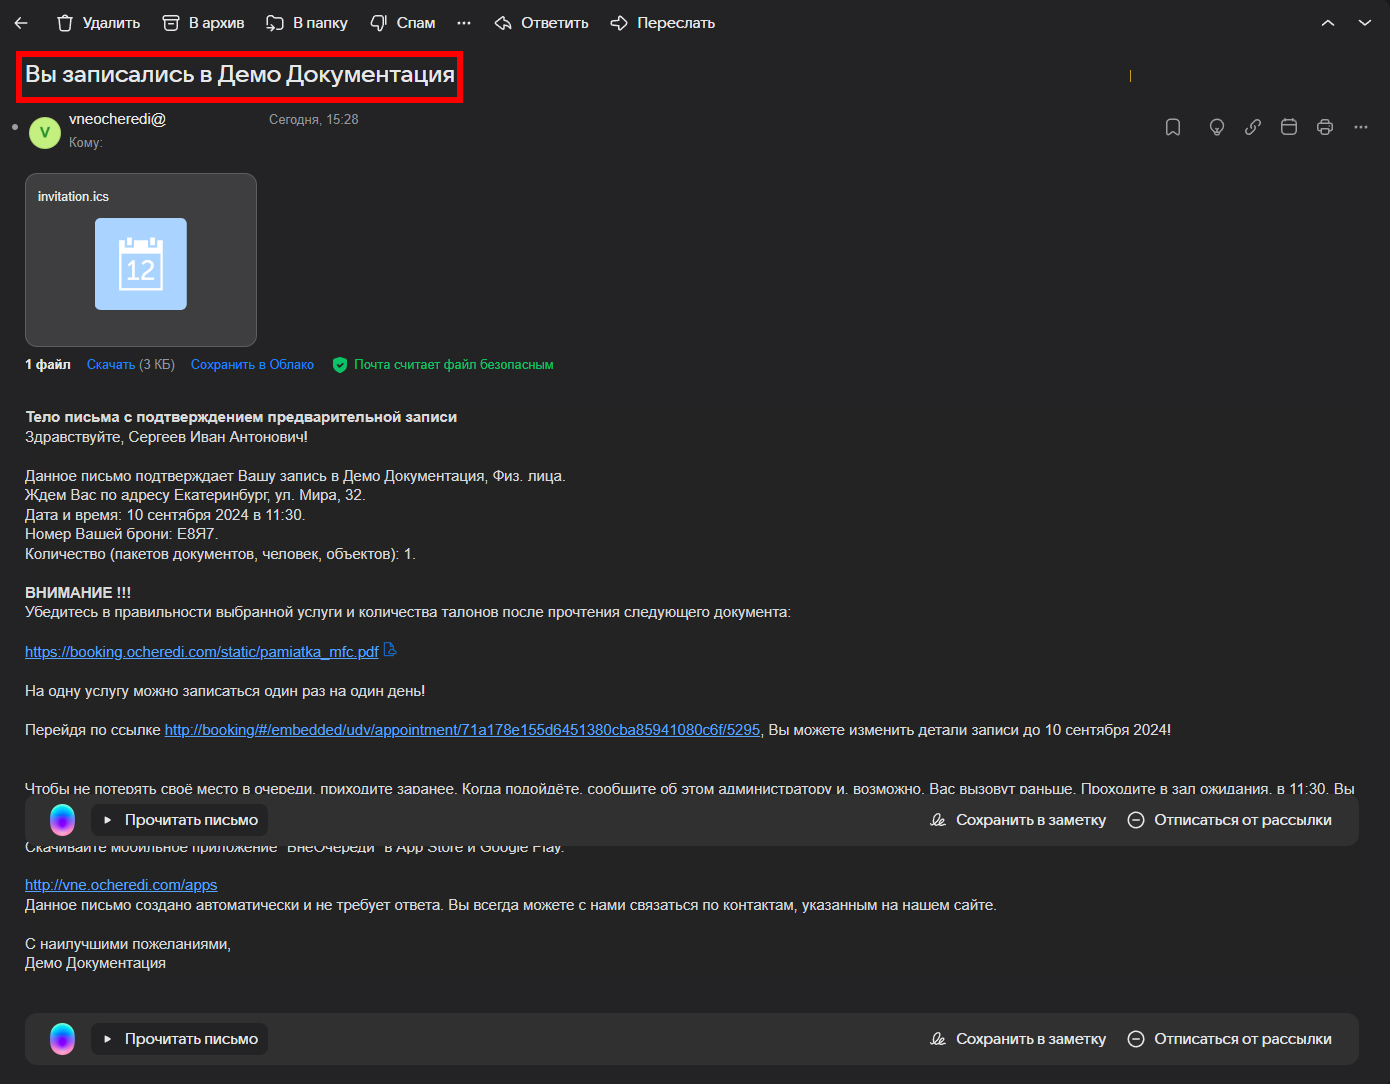 Удалить В архив В папку Спам Ответить Переслать
Вы записались в Демо Документация
V
vneocheredi@ Сегодня, 15:28
Кому:
invitation.ics
12
1 файл Скачать (3 КБ) Сохранить в Облако Почта считает файл безопасным
Тело письма с подтверждением предварительной записи
Здравствуйте, Сергеев Иван Антонович!
Данное письмо подтверждает Вашу запись в Демо Документация, Физ. лица.
Ждем Вас по адресу Екатеринбург, ул. Мира, 32.
Дата и время: 10 сентября 2024 в 11:30.
Номер Вашей брони: Е8Я7.
Количество (пакетов документов, человек, объектов): 1.
ВНИМАНИЕ !!!
Убедитесь в правильности выбранной услуги и количества талонов после прочтения следующего документа:
https://booking.ocheredi.com/static/pamiatka_mfc.pdf
На одну услугу можно записаться один раз на один день!
Перейдя по ссылке http://booking/#/embedded/udv/appointment/71a178e155d6451380cba85941080c6f/5295, Вы можете изменить детали записи до 10 сентября 2024!
Чтобы не потерять своё место в очереди, приходите заранее. Когда подойдёте, сообщите об этом администратору и, возможно, Вас вызовут раньше. Проходите в зал ожидания, в 11:30. Вы
Прочитать письмо Сохранить в заметку Отписаться от рассылки
Скачивайте мобильное приложение "ВнеОчереди" в App Store и Google Play.
http://vne.ocheredi.com/apps
Данное письмо создано автоматически и не требует ответа. Вы всегда можете с нами связаться по контактам, указанным на нашем сайте.
С наилучшими пожеланиями,
Демо Документация
Прочитать письмо Сохранить в заметку Отписаться от рассылки